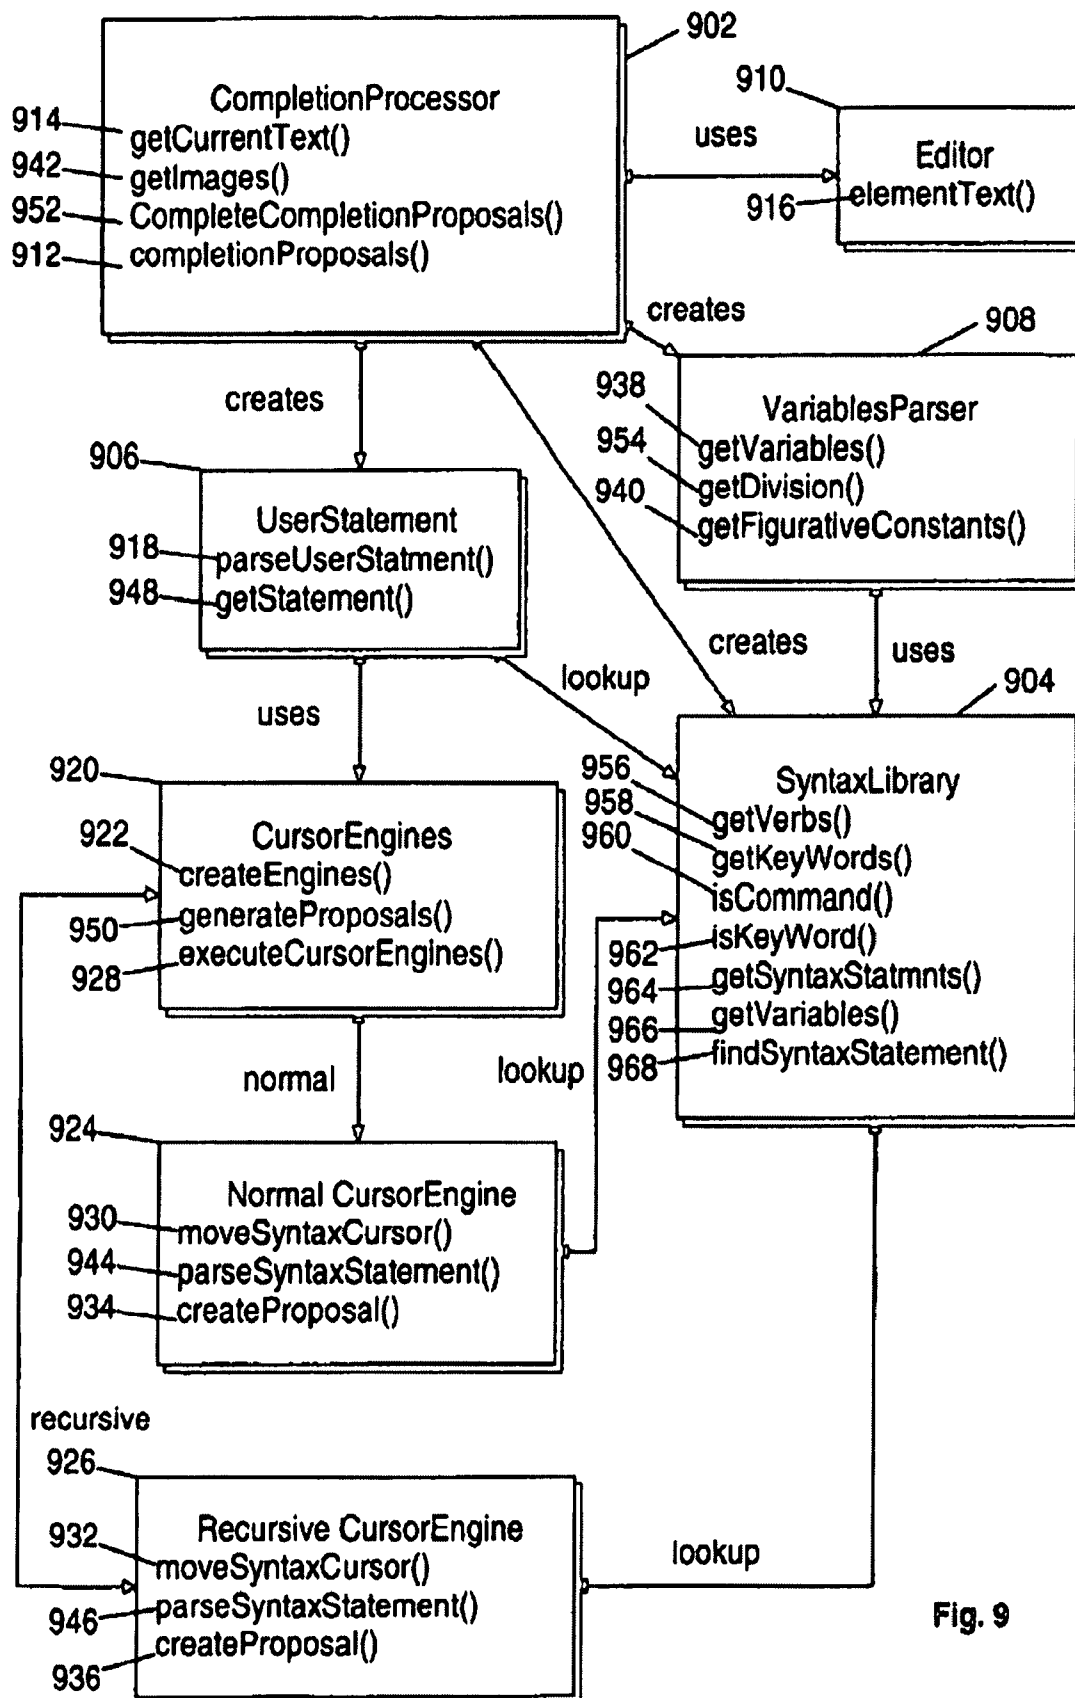 902
CompletionProcessor
914 getCurrentText()
942 getImages()
952 CompleteCompletionProposals()
912 completionProposals()
uses
910
Editor
916 elementText()
creates
creates
908
VariablesParser
938 getVariables()
954 getDivision()
940 getFigurativeConstants()
906
UserStatement
918 parseUserStatment()
948 getStatement()
creates
uses
lookup
904
uses
SyntaxLibrary
956 getVerbs()
958 getKeyWords()
960 isCommand()
962 isKeyWord()
964 getSyntaxStatmnts()
966 getVariables()
968 findSyntaxStatement()
920
CursorEngines
922 createEngines()
950 generateProposals()
928 executeCursorEngines()
normal
lookup
924
Normal CursorEngine
930 moveSyntaxCursor()
944 parseSyntaxStatement()
934 createProposal()
recursive
926
Recursive CursorEngine
932 moveSyntaxCursor()
946 parseSyntaxStatement()
936 createProposal()
lookup
Fig. 9